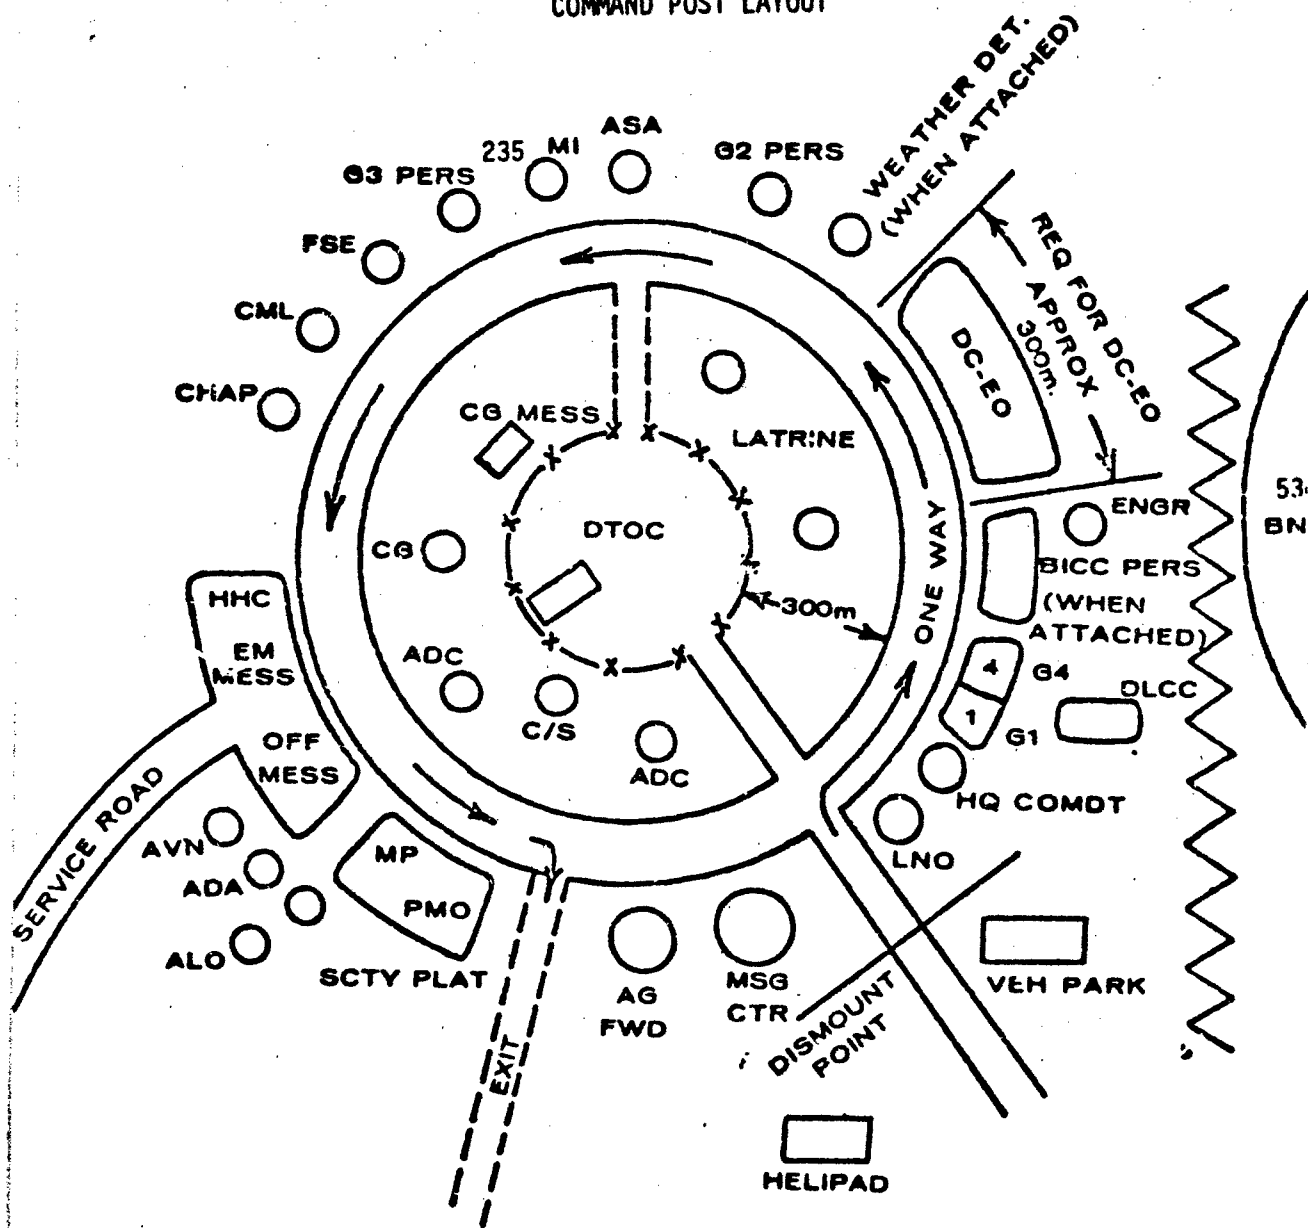 COMMAND POST LAYOUT
WEATHER DET.
(WHEN ATTACHED)
ASA
235 MI
G2 PERS
G3 PERS
FSE
CML
CHAP
REQ FOR DC-EO
APPROX
300m.
DC-EO
CG MESS
LATRINE
DTOC
CG
300m
ONE WAY
ENGR
BICC PERS
(WHEN
ATTACHED)
BN
HHC
EM
MESS
ADC
C/S
ADC
4
G4
1
G1
DLCC
OFF
MESS
HQ COMDT
LNO
SERVICE ROAD
AVN
ADA
ALO
MP
PMO
SCTY PLAT
EXIT
AG
FWD
MSG
CTR
DISMOUNT
POINT
VEH PARK
HELIPAD